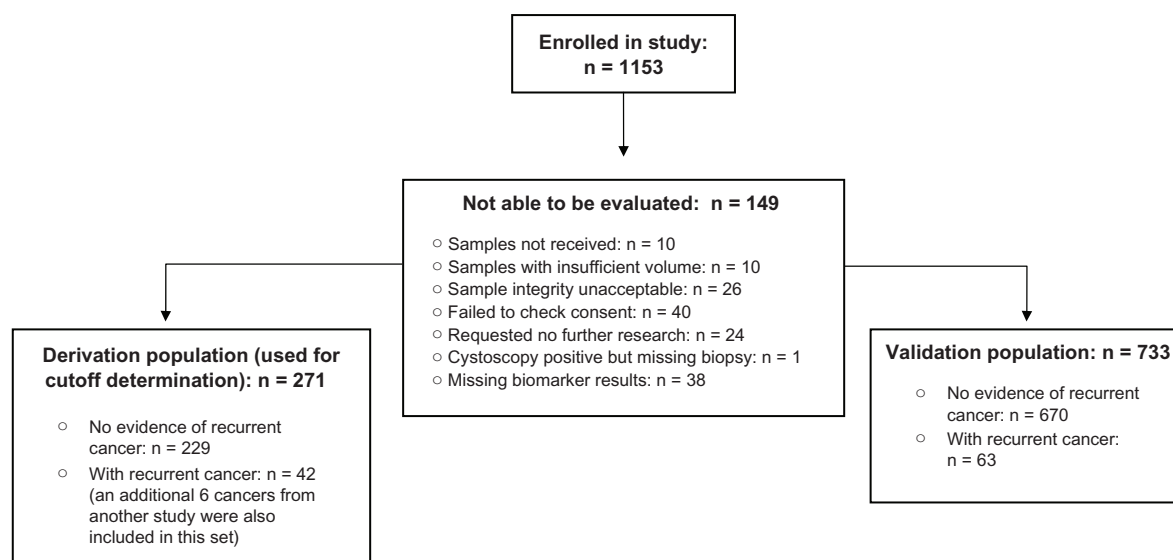 Enrolled in study:
n = 1153
Not able to be evaluated: n = 149
○ Samples not received: n = 10
○ Samples with insufficient volume: n = 10
○ Sample integrity unacceptable: n = 26
○ Failed to check consent: n = 40
○ Requested no further research: n = 24
○ Cystoscopy positive but missing biopsy: n = 1
○ Missing biomarker results: n = 38
Derivation population (used for
cutoff determination): n = 271
○ No evidence of recurrent
cancer: n = 229
○ With recurrent cancer: n = 42
(an additional 6 cancers from
another study were also
included in this set)
Validation population: n = 733
○ No evidence of recurrent
cancer: n = 670
○ With recurrent cancer:
n = 63